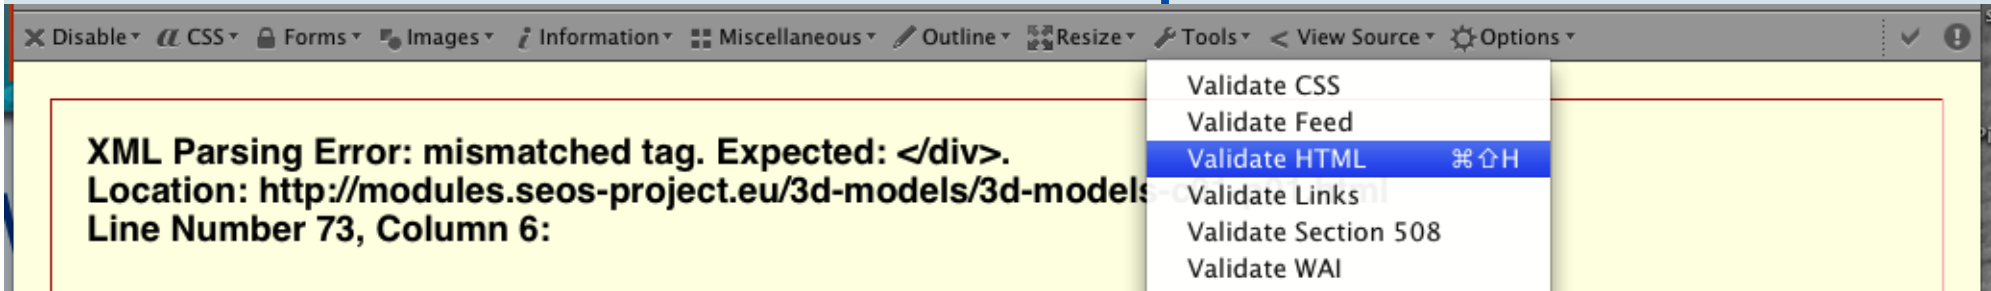 Disable CSS Forms Images Information Miscellaneous Outline Resize Tools View Source Options
XML Parsing Error: mismatched tag. Expected: </div>.
Location: http://modules.seos-project.eu/3d-models/3d-models
Line Number 73, Column 6:
Validate CSS
Validate Feed
Validate HTML ⌘⇧H
Validate Links
Validate Section 508
Validate WAI